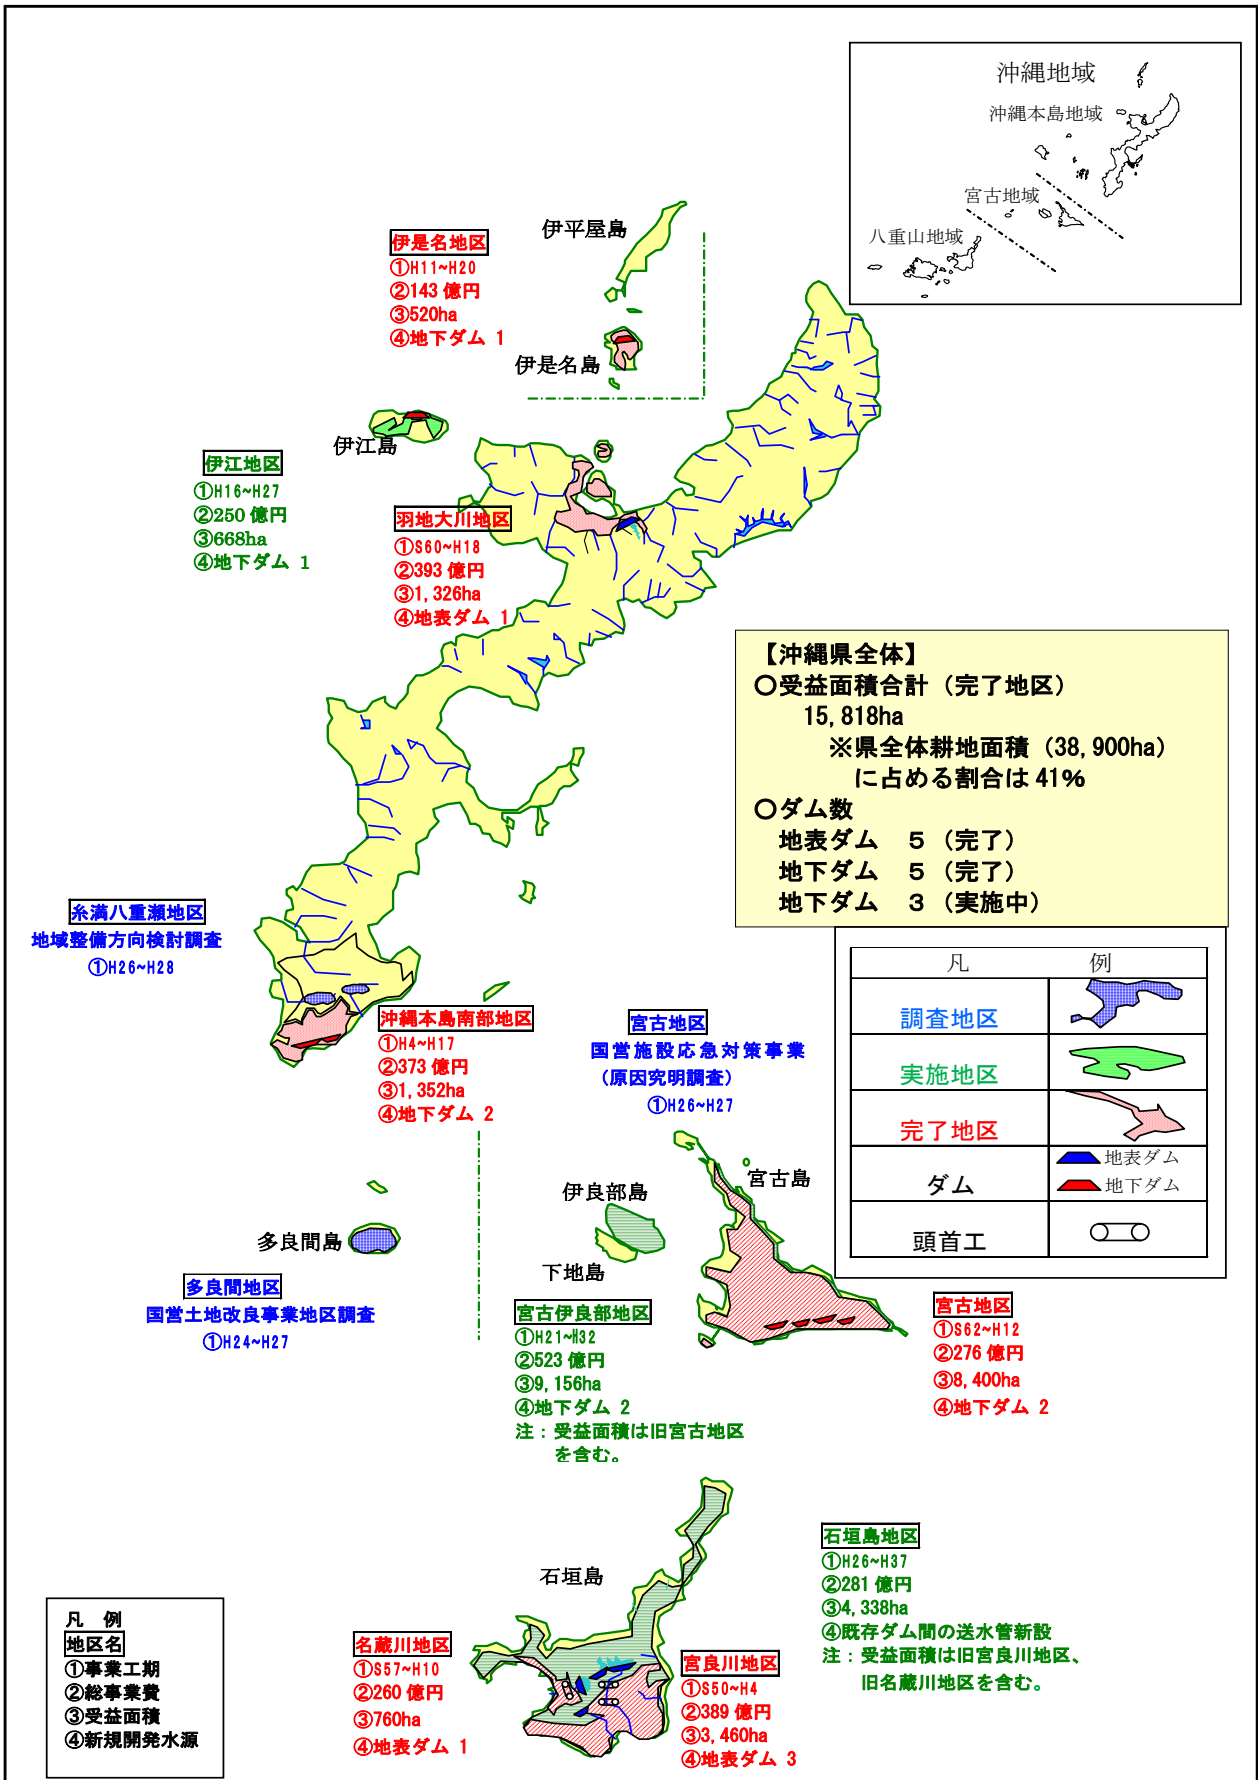 沖縄地域
沖縄本島地域
宮古地域
八重山地域
伊平屋島
伊是名地区
①H11~H20
②143 億円
③520ha
④地下ダム 1
伊是名島
伊江島
伊江地区
①H16~H27
②250 億円
③668ha
④地下ダム 1
羽地大川地区
①S60~H18
②393 億円
③1,326ha
④地表ダム 1
【沖縄県全体】
〇受益面積合計（完了地区）
15,818ha
※県全体耕地面積（38,900ha）
に占める割合は 41%
〇ダム数
地表ダム　５（完了）
地下ダム　５（完了）
地下ダム　３（実施中）
糸満八重瀬地区
地域整備方向検討調査
①H26~H28
沖縄本島南部地区
①H4~H17
②373 億円
③1,352ha
④地下ダム 2
宮古地区
国営施設応急対策事業
（原因究明調査）
①H26~H27
凡　例
調査地区
実施地区
完了地区
ダム
地表ダム
地下ダム
頭首工
宮古島
伊良部島
下地島
多良間島
多良間地区
国営土地改良事業地区調査
①H24~H27
宮古伊良部地区
①H21~H32
②523 億円
③9,156ha
④地下ダム 2
注：受益面積は旧宮古地区
を含む。
宮古地区
①S62~H12
②276 億円
③8,400ha
④地下ダム 2
石垣島
石垣島地区
①H26~H37
②281 億円
③4,338ha
④既存ダム間の送水管新設
注：受益面積は旧宮良川地区、
旧名蔵川地区を含む。
名蔵川地区
①S57~H10
②260 億円
③760ha
④地表ダム 1
宮良川地区
①S50~H4
②389 億円
③3,460ha
④地表ダム 3
凡　例
地区名
①事業工期
②総事業費
③受益面積
④新規開発水源